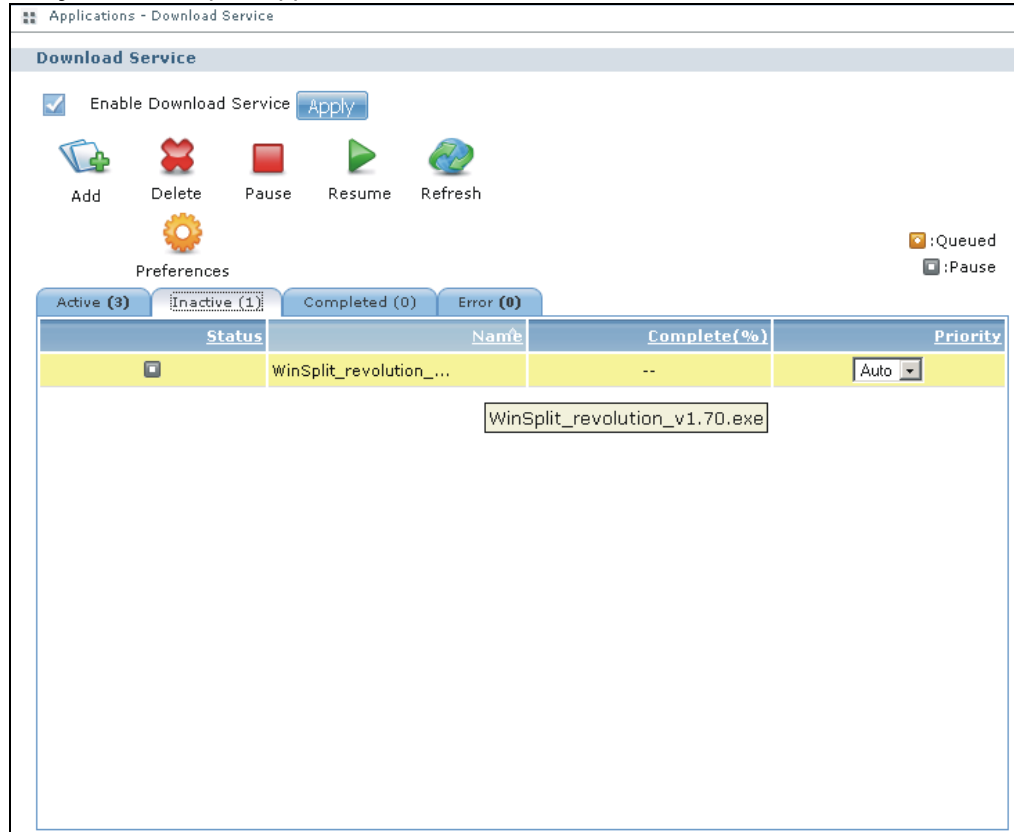 Applications - Download Service
Download Service
Enable Download Service Apply
Add Delete Pause Resume Refresh
Preferences
:Queued
:Pause
Active (3) Inactive (1) Completed (0) Error (0)
Status Name Complete(%) Priority
WinSplit_revolution_... -- Auto
WinSplit_revolution_v1.70.exe